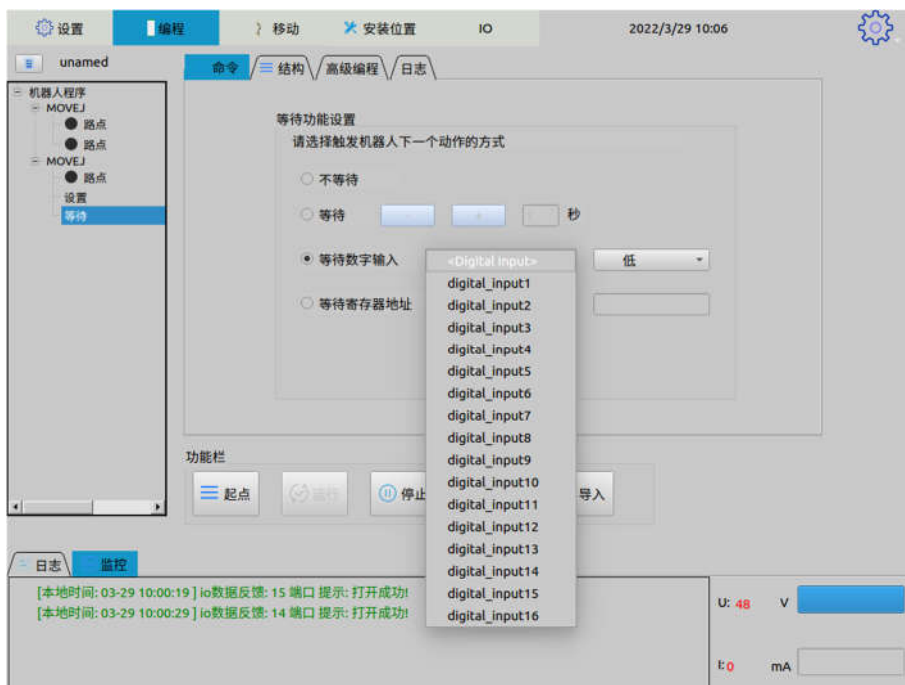 设置 编程 移动 安装位置 IO 2022/3/29 10:06
unamed 命令 结构 高级编程 日志
机器人程序
MOVEJ
路点
路点
MOVEJ
路点
设置
等待
等待功能设置
请选择触发机器人下一个动作的方式
不等待
等待 秒
等待数字输入 <Digital Input> 低
等待寄存器地址
digital_input1
digital_input2
digital_input3
digital_input4
digital_input5
digital_input6
digital_input7
digital_input8
digital_input9
digital_input10
digital_input11
digital_input12
digital_input13
digital_input14
digital_input15
digital_input16
功能栏
起点 运行 停止 导入
日志 监控
[本地时间: 03-29 10:00:19 ] io数据反馈: 15 端口 提示: 打开成功!
[本地时间: 03-29 10:00:29 ] io数据反馈: 14 端口 提示: 打开成功!
U: 48 V
I: 0 mA